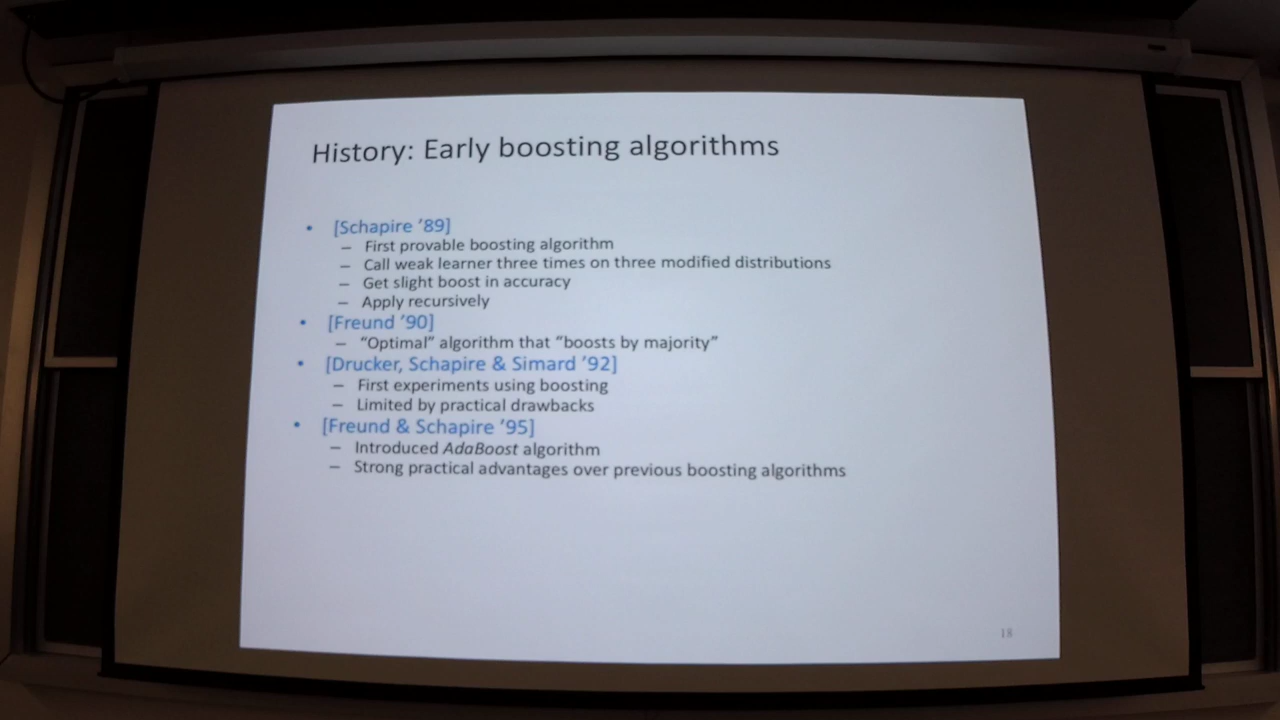 History: Early boosting algorithms
• [Schapire ’89]
– First provable boosting algorithm
– Call weak learner three times on three modified distributions
– Get slight boost in accuracy
– Apply recursively
• [Freund ’90]
– “Optimal” algorithm that “boosts by majority”
• [Drucker, Schapire & Simard ’92]
– First experiments using boosting
– Limited by practical drawbacks
• [Freund & Schapire ’95]
– Introduced AdaBoost algorithm
– Strong practical advantages over previous boosting algorithms
18